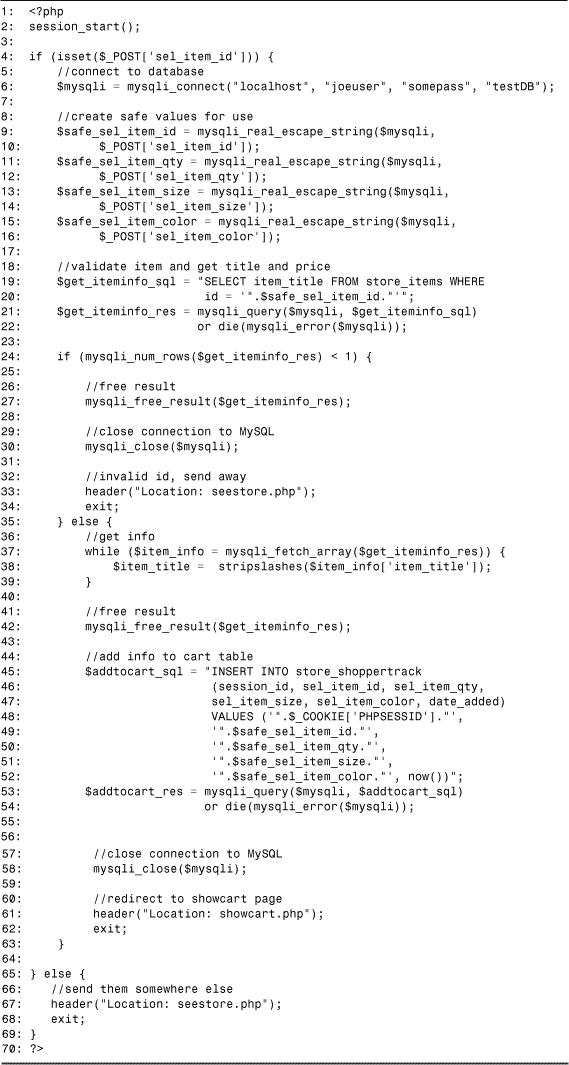 1: <?php
2: session_start();
3:
4: if (isset($_POST['sel_item_id'])) {
5:     //connect to database
6:     $mysqli = mysqli_connect("localhost", "joeuser", "somepass", "testDB");
7:
8:     //create safe values for use
9:     $safe_sel_item_id = mysqli_real_escape_string($mysqli,
10:           $_POST['sel_item_id']);
11:     $safe_sel_item_qty = mysqli_real_escape_string($mysqli,
12:           $_POST['sel_item_qty']);
13:     $safe_sel_item_size = mysqli_real_escape_string($mysqli,
14:           $_POST['sel_item_size']);
15:     $safe_sel_item_color = mysqli_real_escape_string($mysqli,
16:           $_POST['sel_item_color']);
17:
18:     //validate item and get title and price
19:     $get_iteminfo_sql = "SELECT item_title FROM store_items WHERE
20:                          id = '".$safe_sel_item_id."'";
21:     $get_iteminfo_res = mysqli_query($mysqli, $get_iteminfo_sql)
22:                         or die(mysqli_error($mysqli));
23:
24:     if (mysqli_num_rows($get_iteminfo_res) < 1) {
25:
26:         //free result
27:         mysqli_free_result($get_iteminfo_res);
28:
29:         //close connection to MySQL
30:         mysqli_close($mysqli);
31:
32:         //invalid id, send away
33:         header("Location: seestore.php");
34:         exit;
35:     } else {
36:         //get info
37:         while ($item_info = mysqli_fetch_array($get_iteminfo_res)) {
38:             $item_title =  stripslashes($item_info['item_title']);
39:         }
40:
41:         //free result
42:         mysqli_free_result($get_iteminfo_res);
43:
44:         //add info to cart table
45:         $addtocart_sql = "INSERT INTO store_shoppertrack
46:                           (session_id, sel_item_id, sel_item_qty,
47:                           sel_item_size, sel_item_color, date_added)
48:                           VALUES ('".$_COOKIE['PHPSESSID']."',
49:                           '".$safe_sel_item_id."',
50:                           '".$safe_sel_item_qty."',
51:                           '".$safe_sel_item_size."',
52:                           '".$safe_sel_item_color."', now())";
53:         $addtocart_res = mysqli_query($mysqli, $addtocart_sql)
54:                          or die(mysqli_error($mysqli));
55:
56:
57:          //close connection to MySQL
58:          mysqli_close($mysqli);
59:
60:          //redirect to showcart page
61:          header("Location: showcart.php");
62:          exit;
63:     }
64:
65: } else {
66:    //send them somewhere else
67:    header("Location: seestore.php");
68:    exit;
69: }
70: ?>